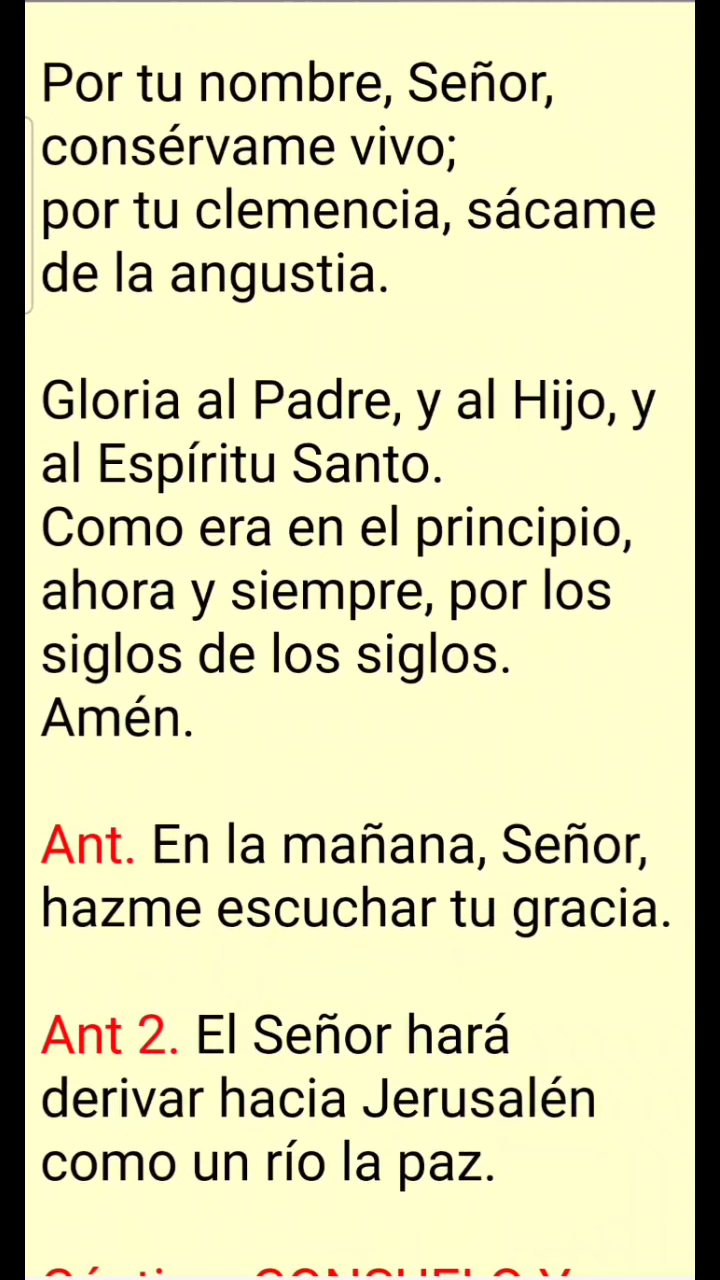 Por tu nombre, Señor,
consérvame vivo;
por tu clemencia, sácame
de la angustia.
Gloria al Padre, y al Hijo, y
al Espíritu Santo.
Como era en el principio,
ahora y siempre, por los
siglos de los siglos.
Amén.
Ant. En la mañana, Señor,
hazme escuchar tu gracia.
Ant 2. El Señor hará
derivar hacia Jerusalén
como un río la paz.